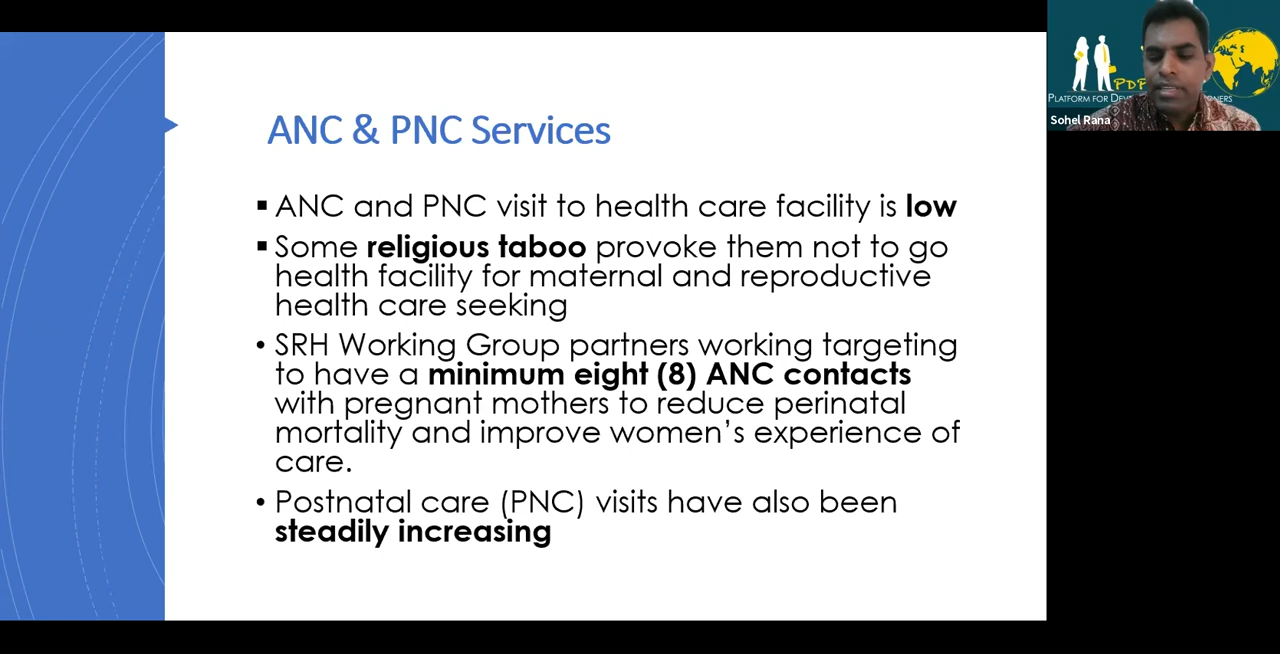 ANC & PNC Services
▪ ANC and PNC visit to health care facility is low
▪ Some religious taboo provoke them not to go
health facility for maternal and reproductive
health care seeking
• SRH Working Group partners working targeting
to have a minimum eight (8) ANC contacts
with pregnant mothers to reduce perinatal
mortality and improve women’s experience of
care.
• Postnatal care (PNC) visits have also been
steadily increasing
PDP
PLATFORM FOR
Sohel Rana